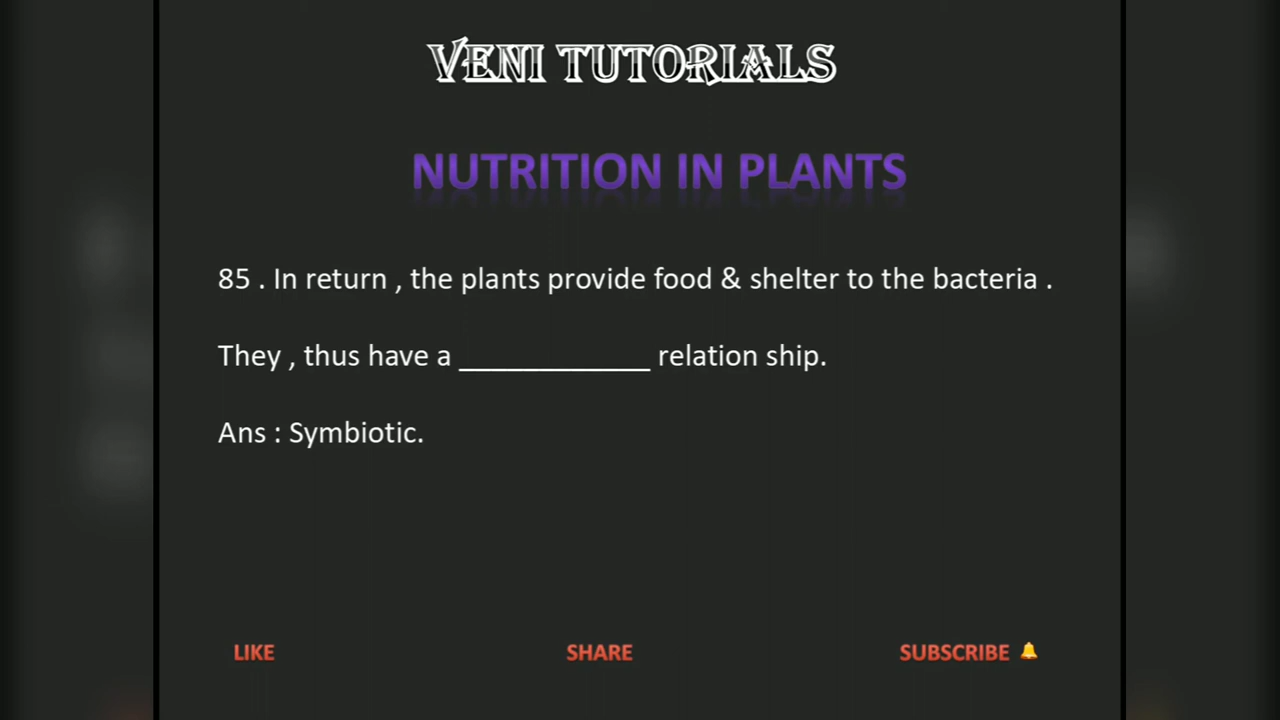 VENI TUTORIALS
NUTRITION IN PLANTS
85 . In return , the plants provide food & shelter to the bacteria .
They , thus have a ____________ relation ship.
Ans : Symbiotic.
LIKE SHARE SUBSCRIBE 🔔